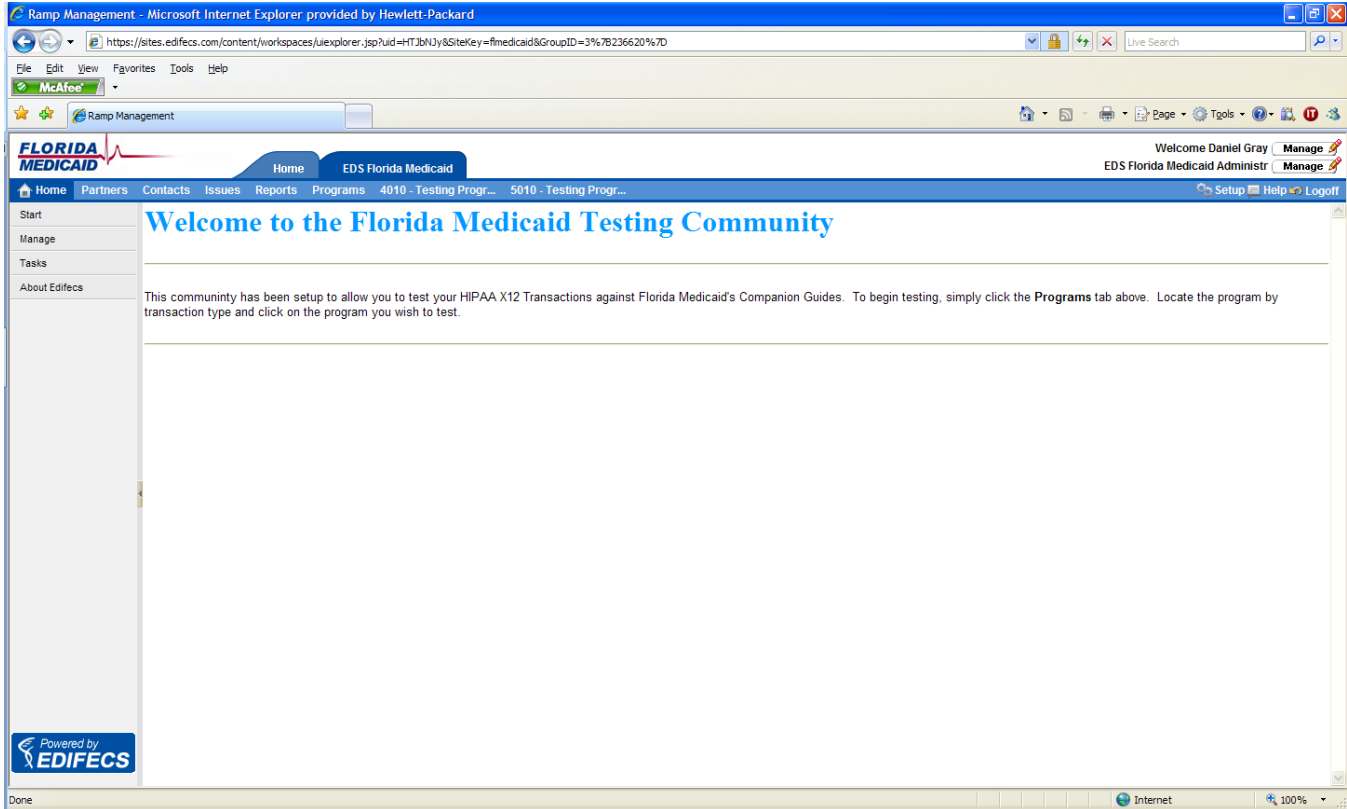 Ramp Management - Microsoft Internet Explorer provided by Hewlett-Packard
https://sites.edifecs.com/content/workspaces/uiexplorer.jsp?uid=HTJbNJy&SiteKey=flmedicaid&GroupID=3%7B236620%7D
Live Search
File Edit View Favorites Tools Help
McAfee
Ramp Management
Page Tools
FLORIDA
MEDICAID
Home EDS Florida Medicaid
Welcome Daniel Gray Manage
EDS Florida Medicaid Administr Manage
Home Partners Contacts Issues Reports Programs 4010 - Testing Progr... 5010 - Testing Progr...
Setup Help Logoff
Start
Manage
Tasks
About Edifecs
Welcome to the Florida Medicaid Testing Community
This communinty has been setup to allow you to test your HIPAA X12 Transactions against Florida Medicaid's Companion Guides. To begin testing, simply click the Programs tab above. Locate the program by
transaction type and click on the program you wish to test.
Powered by
EDIFECS
Done
Internet
100%